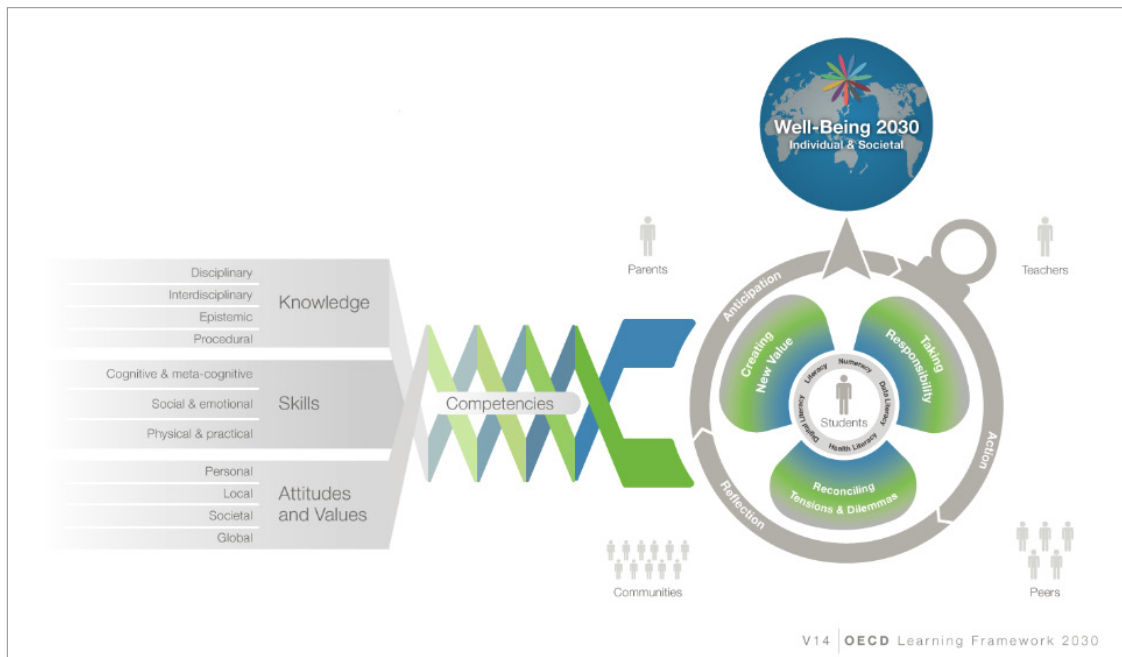 Well-Being 2030
Individual & Societal
Parents
Teachers
Disciplinary
Interdisciplinary
Epistemic
Procedural
Knowledge
Cognitive & meta-cognitive
Social & emotional
Physical & practical
Skills
Personal
Local
Societal
Global
Attitudes
and Values
Competencies
Anticipation
Action
Reflection
Creating
New Value
Taking
Responsibility
Reconciling
Tensions & Dilemmas
Literacy
Numeracy
Data Literacy
Health Literacy
Digital Literacy
Students
Communities
Peers
V14 | OECD Learning Framework 2030